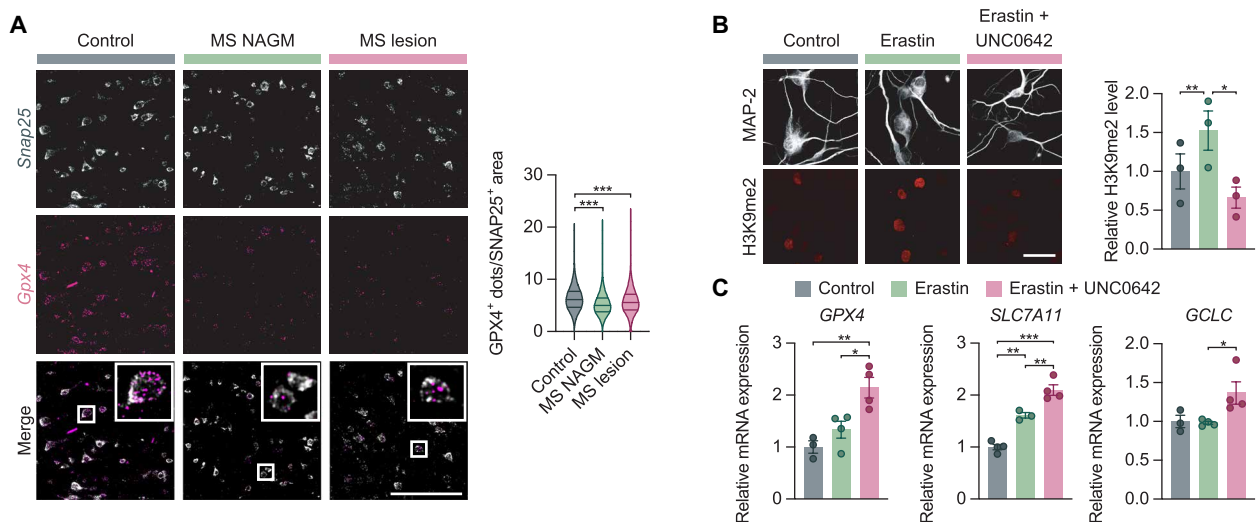 A
Control
MS NAGM
MS lesion
Snap25
Gpx4
Merge
GPX4⁺ dots/SNAP25⁺ area
30
20
10
0
***
***
Control
MS NAGM
MS lesion
B
Control
Erastin
Erastin +
UNC0642
MAP-2
H3K9me2
Relative H3K9me2 level
2.0
1.5
1.0
0.5
0.0
**
*
C
Control
Erastin
Erastin + UNC0642
GPX4
Relative mRNA expression
3
2
1
0
**
*
SLC7A11
Relative mRNA expression
3
2
1
0
***
**
**
GCLC
Relative mRNA expression
2.0
1.5
1.0
0.5
0.0
*